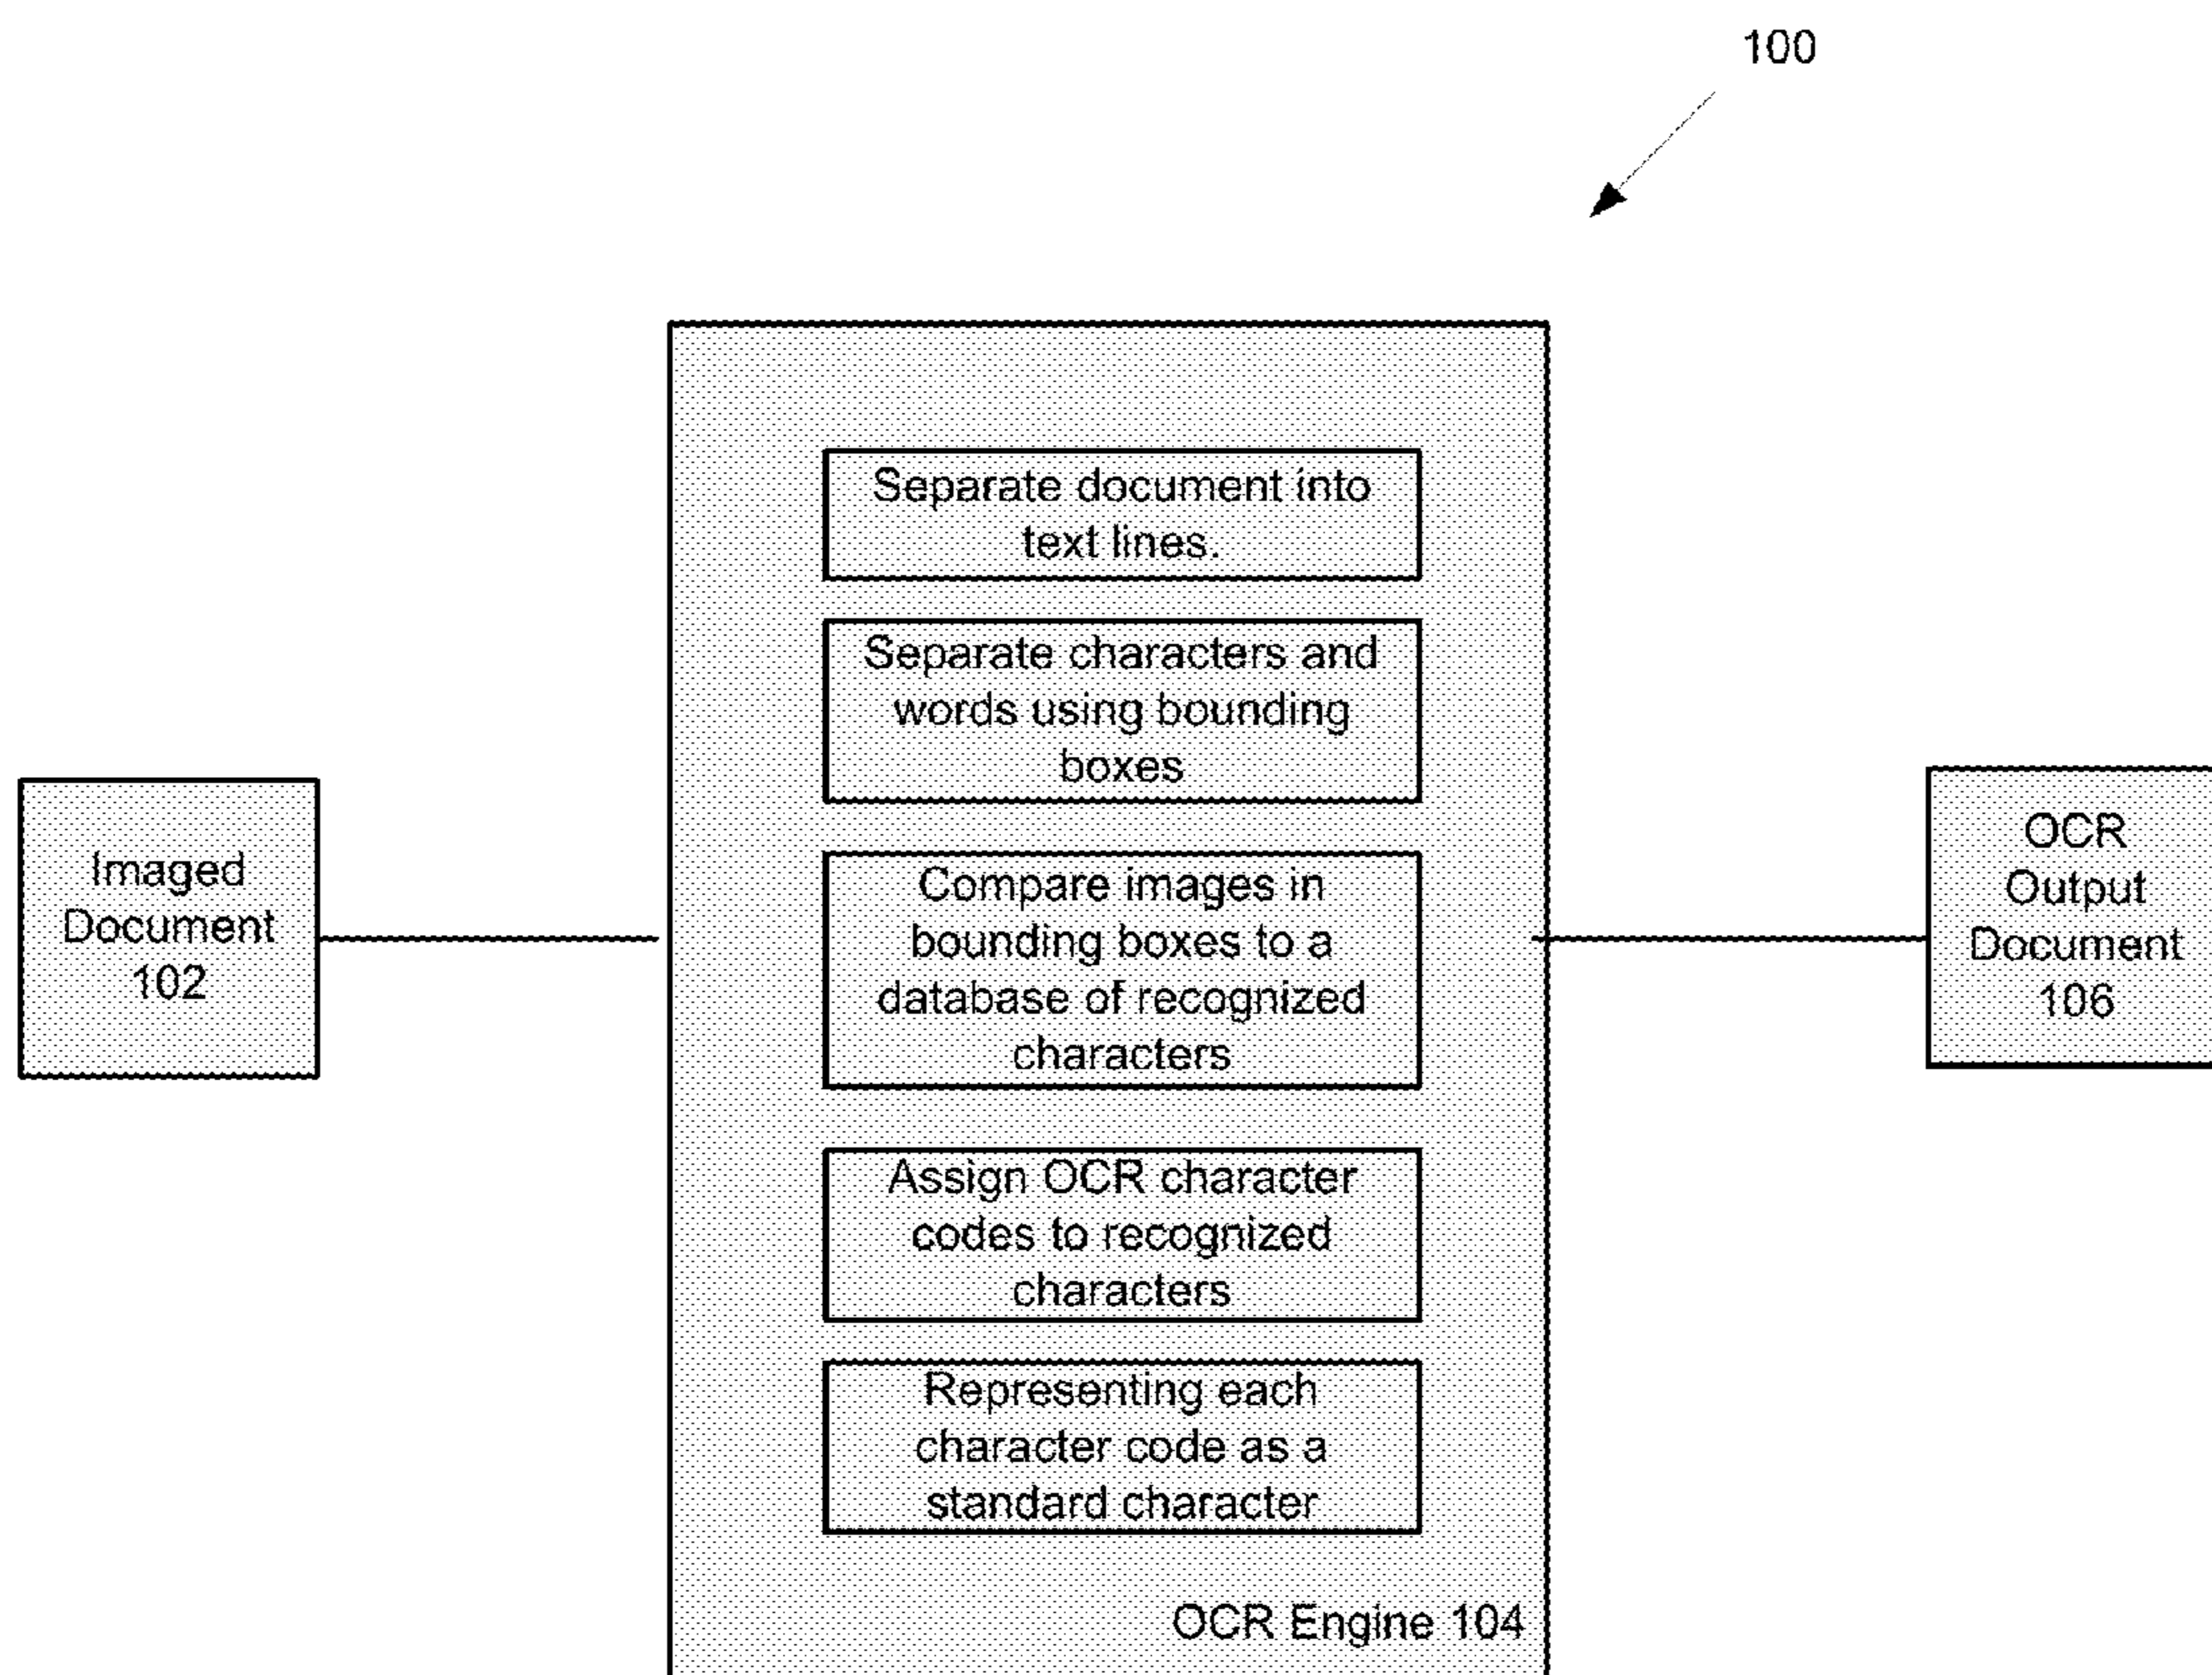 100
Imaged
Document
102
Separate document into
text lines.
Separate characters and
words using bounding
boxes
Compare images in
bounding boxes to a
database of recognized
characters
Assign OCR character
codes to recognized
characters
Representing each
character code as a
standard character
OCR Engine 104
OCR
Output
Document
106